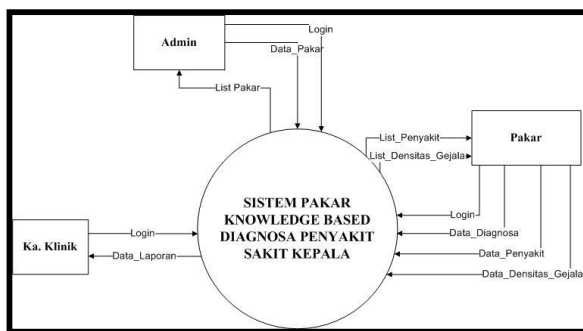 Admin
Login
Data_Pakar
List Pakar
List_Penyakit
List_Densitas_Gejala
Pakar
SISTEM PAKAR
KNOWLEDGE BASED
DIAGNOSA PENYAKIT
SAKIT KEPALA
Login
Data_Diagnosa
Data_Penyakit
Data_Densitas_Gejala
Ka. Klinik
Login
Data_Laporan